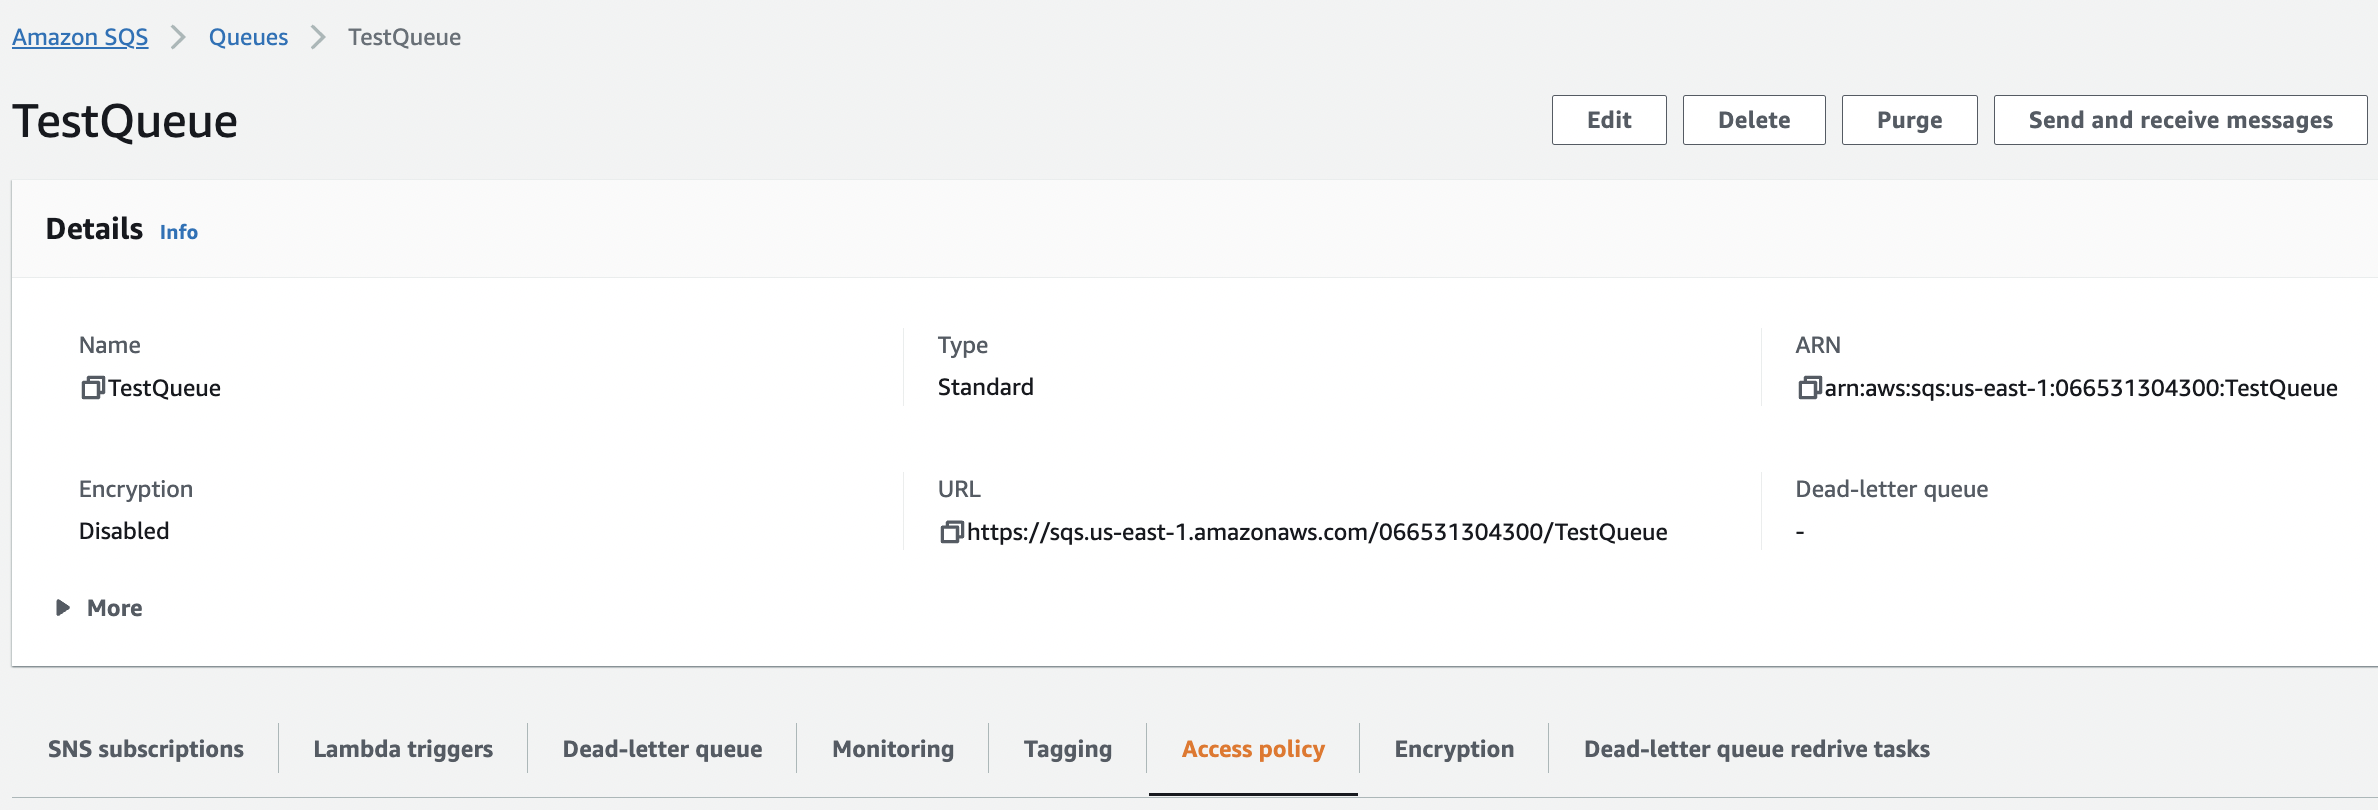 Amazon SQS > Queues > TestQueue
TestQueue
Edit Delete Purge Send and receive messages
Details Info
Name Type ARN
TestQueue Standard arn:aws:sqs:us-east-1:066531304300:TestQueue
Encryption URL Dead-letter queue
Disabled https://sqs.us-east-1.amazonaws.com/066531304300/TestQueue -
More
SNS subscriptions Lambda triggers Dead-letter queue Monitoring Tagging Access policy Encryption Dead-letter queue redrive tasks